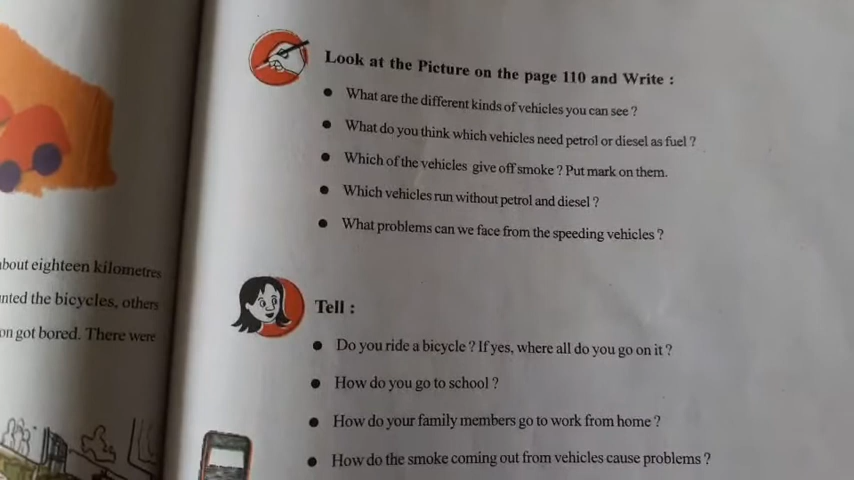 about eighteen kilometres
nted the bicycles, others
on got bored. There were
Look at the Picture on the page 110 and Write :
What are the different kinds of vehicles you can see ?
What do you think which vehicles need petrol or diesel as fuel ?
Which of the vehicles give off smoke ? Put mark on them.
Which vehicles run without petrol and diesel ?
What problems can we face from the speeding vehicles ?
Tell :
Do you ride a bicycle ? If yes, where all do you go on it ?
How do you go to school ?
How do your family members go to work from home ?
How do the smoke coming out from vehicles cause problems ?